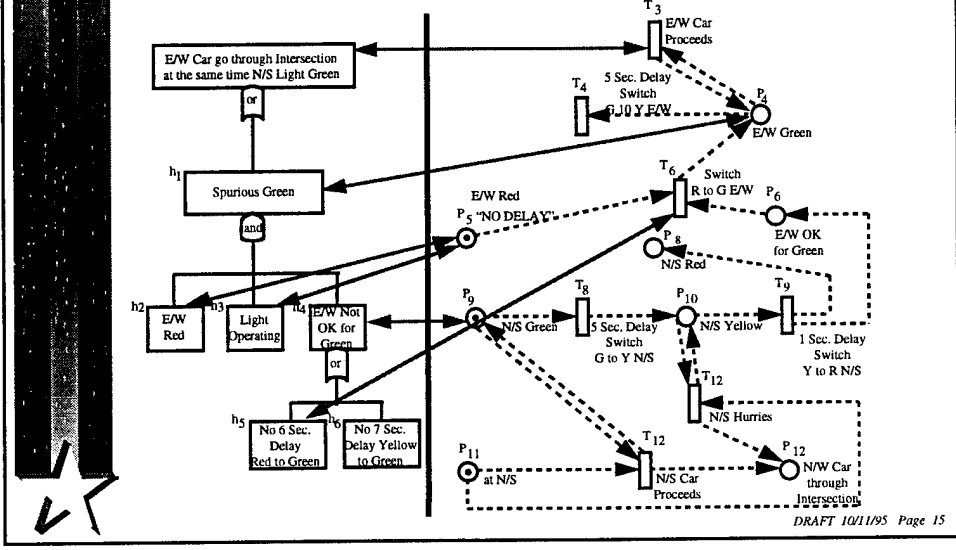 E/W Car go through Intersection
at the same time N/S Light Green
or
h1
Spurious Green
and
h2
E/W
Red
h3
Light
Operating
h4
E/W Not
OK for
Green
or
h5
No 6 Sec.
Delay
Red to Green
h6
No 7 Sec.
Delay Yellow
to Green
T3
E/W Car
Proceeds
5 Sec. Delay
Switch
G 10 Y E/W
T4
P4
E/W Green
T6
Switch
R to G E/W
P6
E/W OK
for Green
E/W Red
P5 "NO DELAY"
P8
N/S Red
P9
N/S Green
T8
5 Sec. Delay
Switch
G to Y N/S
P10
N/S Yellow
T9
1 Sec. Delay
Switch
Y to R N/S
T12
N/S Hurries
P11
at N/S
T12
N/S Car
Proceeds
P12
N/W Car
through
Intersection
DRAFT 10/11/95 Page 15